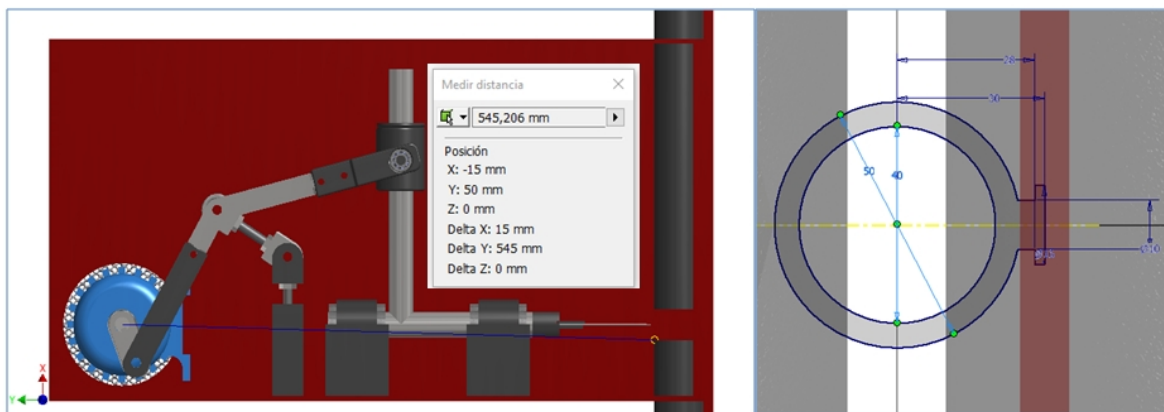 Medir distancia
545,206 mm
Posición
X: -15 mm
Y: 50 mm
Z: 0 mm
Delta X: 15 mm
Delta Y: 545 mm
Delta Z: 0 mm
X
Y
28
30
50
40